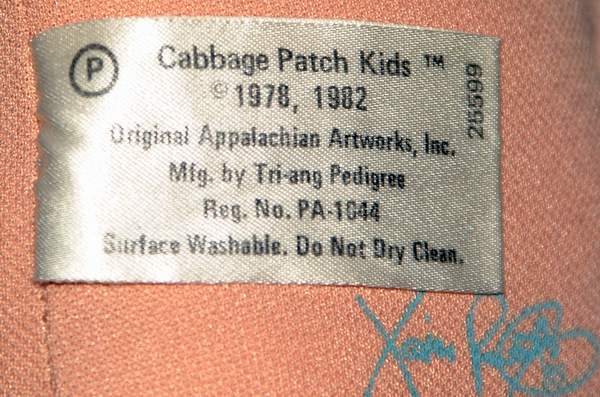 P Cabbage Patch Kids ™
© 1978, 1982
25599
Original Appalachian Artworks, Inc.
Mfg. by Tri-ang Pedigree
Reg. No. PA-1044
Surface Washable. Do Not Dry Clean.